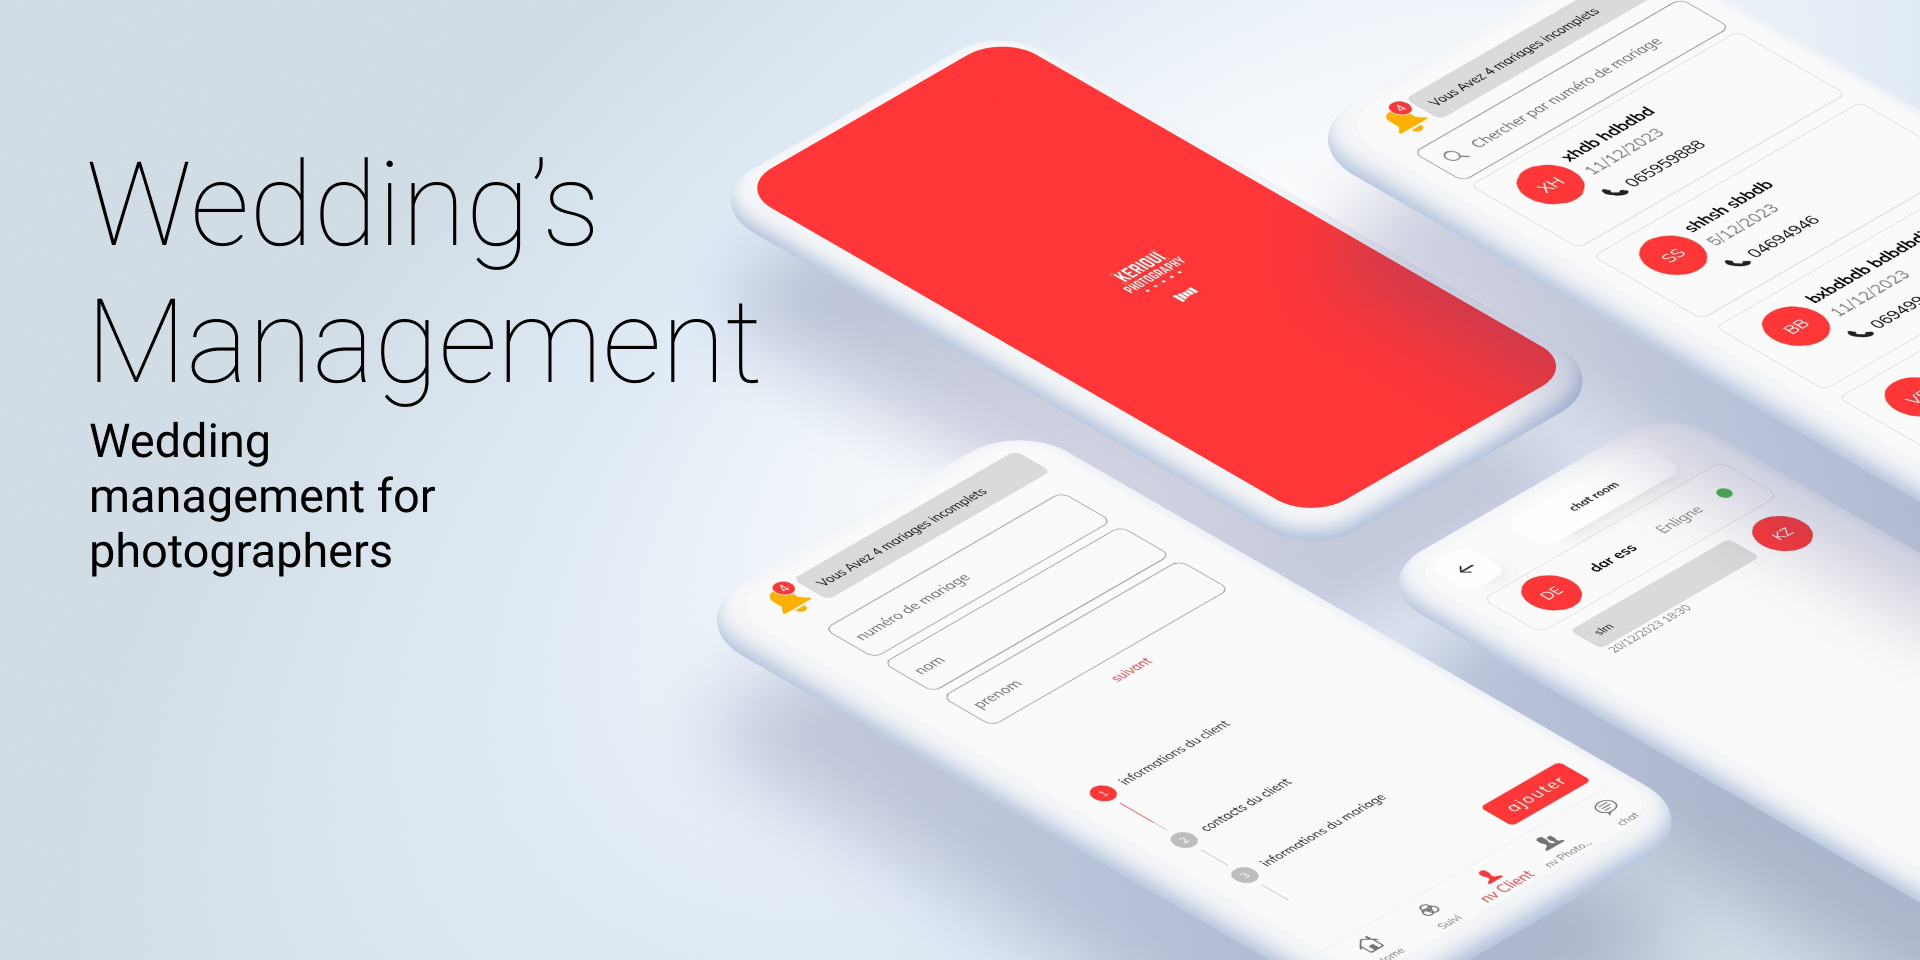 Wedding’s
Management
Wedding
management for
photographers
KERIOUI
PHOTOGRAPHY
4
Vous Avez 4 mariages incomplets
Chercher par numéro de mariage
XH
xhdb hdbdbd
11/12/2023
065959888
SS
shhsh sbbdb
5/12/2023
04694946
BB
bxbdbdb
11/12/2023
4
Vous Avez 4 mariages incomplets
numéro de mariage
nom
prenom
suivant
1 informations du client
2 contacts du client
3 informations du mariage
ajouter
Suivi
nv Client
nv Photo...
chat
chat room
DE
dar ess
Enligne
KZ
slm
20/12/2023 18:30